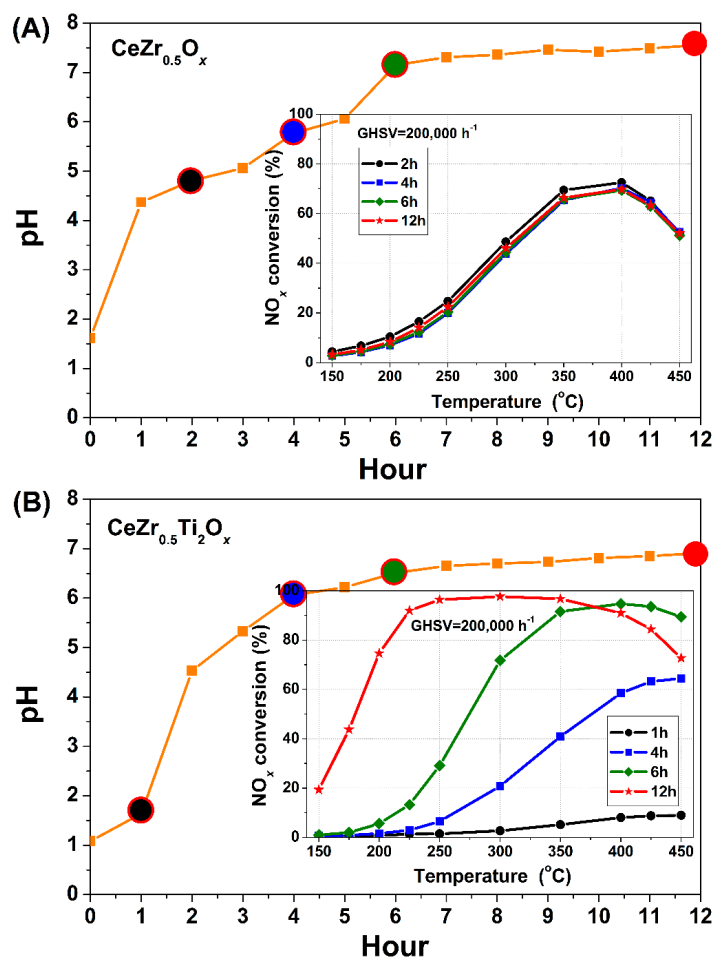 (A)
CeZr0.5Ox
pH
8
7
6
5
4
3
2
1
0
0 1 2 3 4 5 6 7 8 9 10 11 12
Hour
NOx conversion (%)
100
80
60
40
20
0
GHSV=200,000 h-1
2h
4h
6h
12h
150 200 250 300 350 400 450
Temperature (oC)
(B)
CeZr0.5Ti2Ox
pH
8
7
6
5
4
3
2
1
0
0 1 2 3 4 5 6 7 8 9 10 11 12
Hour
NOx conversion (%)
100
80
60
40
20
0
GHSV=200,000 h-1
1h
4h
6h
12h
150 200 250 300 350 400 450
Temperature (oC)